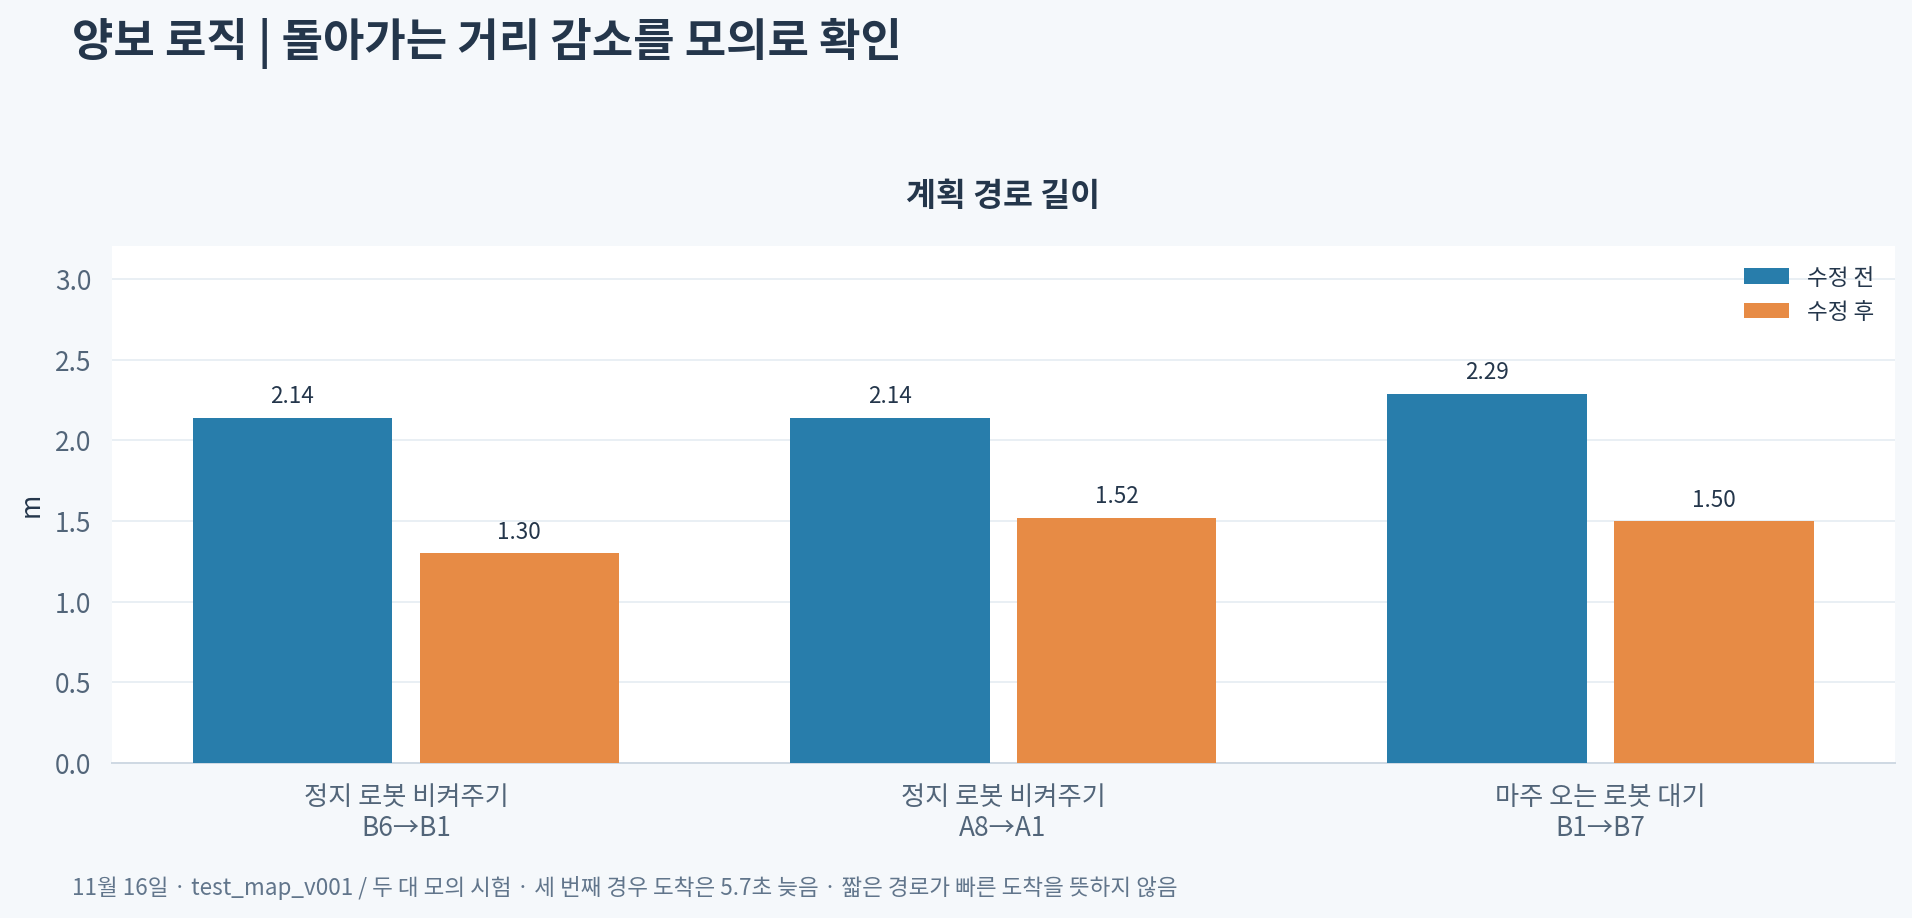 양보 로직 | 돌아가는 거리 감소를 모의로 확인
계획 경로 길이
수정 전
수정 후
m
3.0
2.5
2.0
1.5
1.0
0.5
0.0
2.14
1.30
2.14
1.52
2.29
1.50
정지 로봇 비켜주기
B6→B1
정지 로봇 비켜주기
A8→A1
마주 오는 로봇 대기
B1→B7
11월 16일 · test_map_v001 / 두 대 모의 시험 · 세 번째 경우 도착은 5.7초 늦음 · 짧은 경로가 빠른 도착을 뜻하지 않음